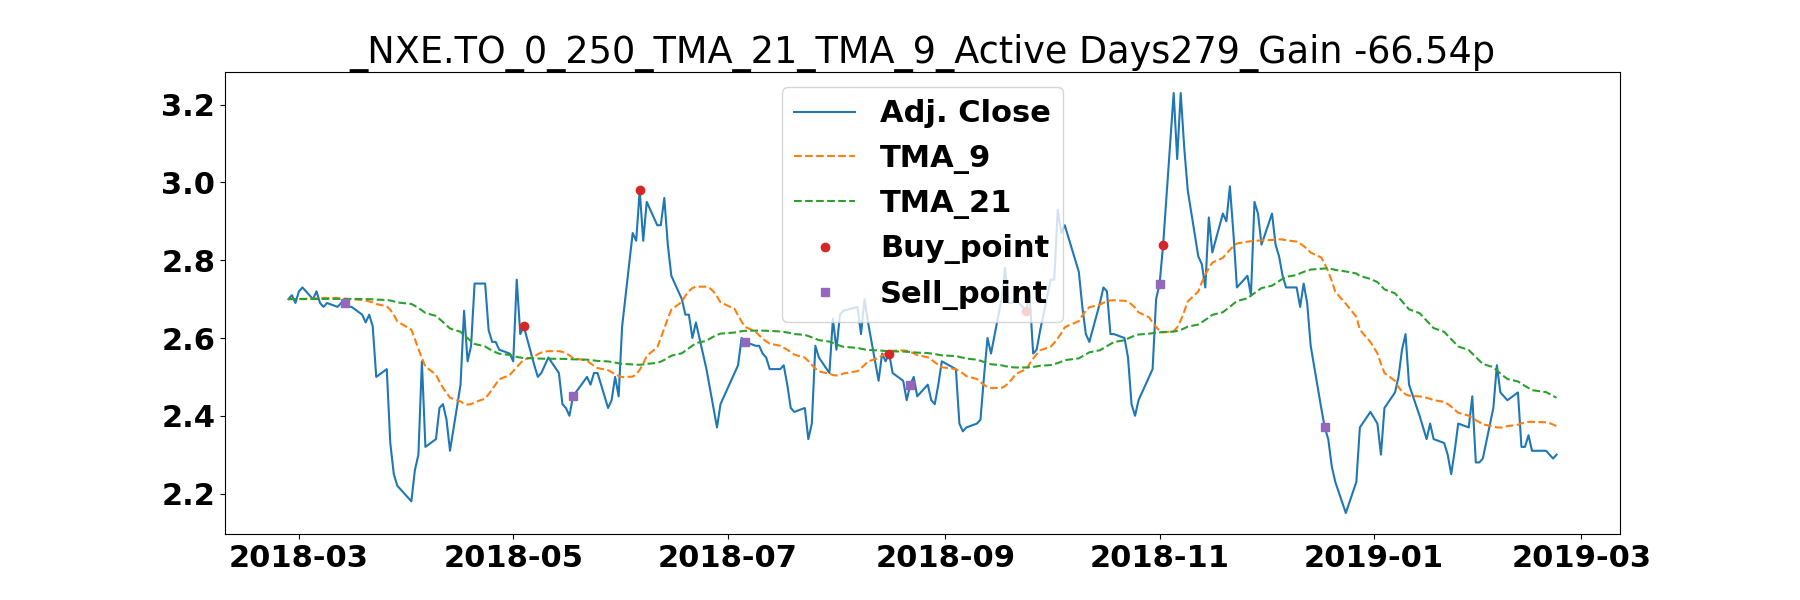 _NXE.TO_0_250_TMA_21_TMA_9_Active Days279_Gain -66.54p
3.2
3.0
2.8
2.6
2.4
2.2
Adj. Close
TMA_9
TMA_21
Buy_point
Sell_point
2018-03
2018-05
2018-07
2018-09
2018-11
2019-01
2019-03